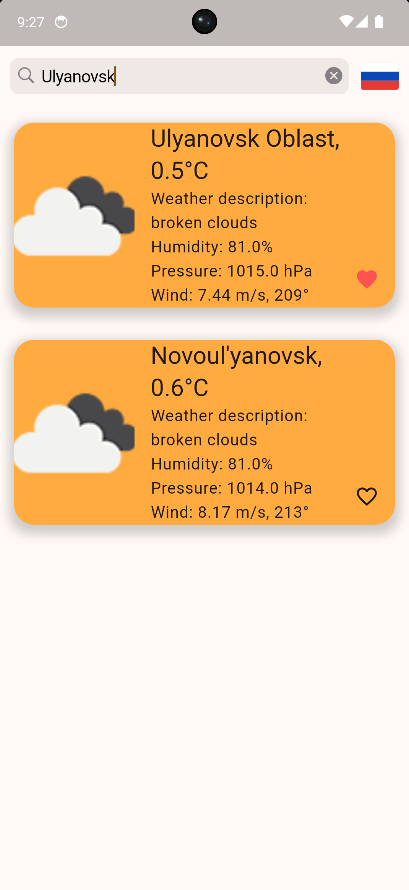 9:27
Ulyanovsk
Ulyanovsk Oblast,
0.5°C
Weather description:
broken clouds
Humidity: 81.0%
Pressure: 1015.0 hPa
Wind: 7.44 m/s, 209°
Novoul'yanovsk,
0.6°C
Weather description:
broken clouds
Humidity: 81.0%
Pressure: 1014.0 hPa
Wind: 8.17 m/s, 213°